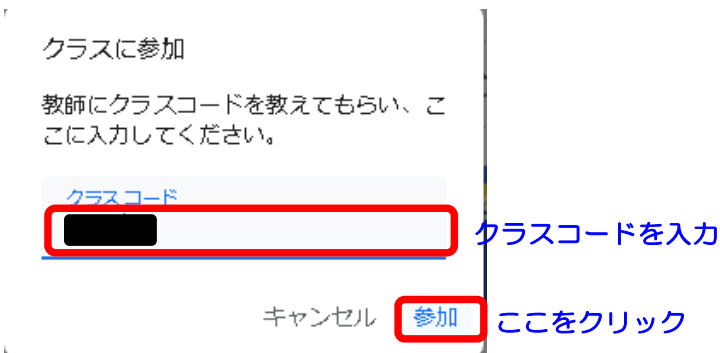 クラスに参加
教師にクラスコードを教えてもらい、こ
こに入力してください。
クラスコード
クラスコードを入力
キャンセル 参加
ここをクリック